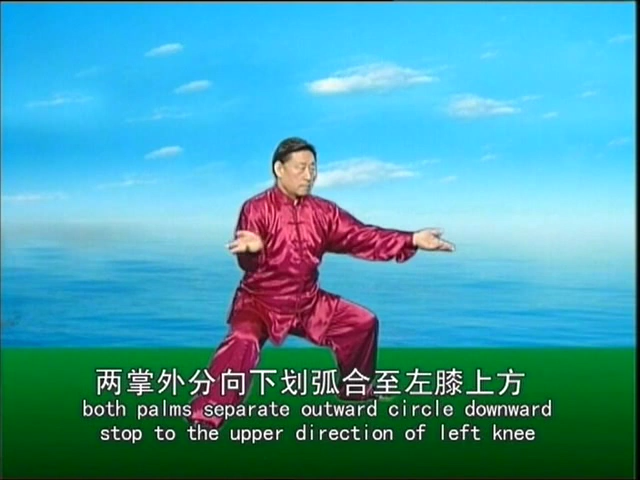 两掌外分向下划弧合至左膝上方
both palms separate outward circle downward
stop to the upper direction of left knee